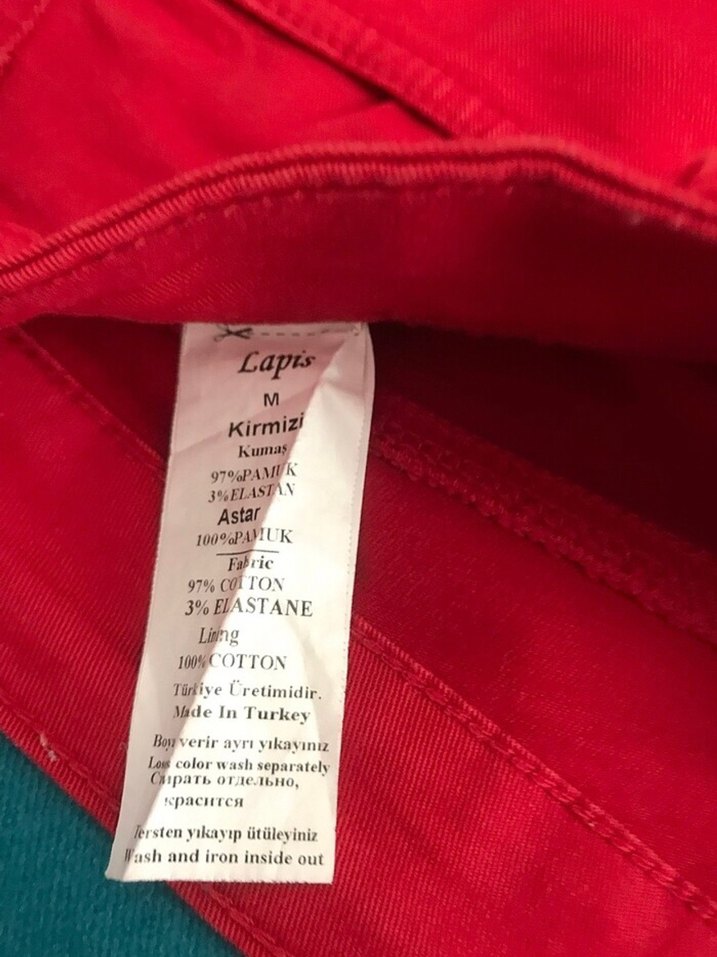 Lapis
M
Kirmizi
Kumaş
97%PAMUK
3%ELASTAN
Astar
100%PAMUK
Fabric
97% COTTON
3% ELASTANE
Lining
100% COTTON
Türkiye Üretimidir.
Made In Turkey
Boya verir ayrı yıkayınız
Loss color wash separately
Стирать отдельно,
красится
Tersten yıkayıp ütüleyiniz
Wash and iron inside out